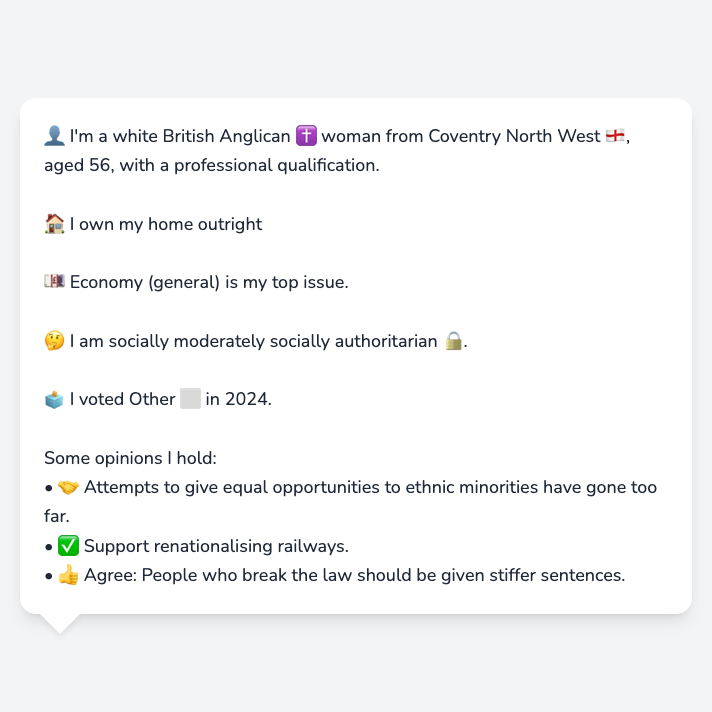 👤 I'm a white British Anglican ✝️ woman from Coventry North West 🏴󠁧󠁢󠁥󠁮󠁧󠁿,
aged 56, with a professional qualification.
🏠 I own my home outright
💷 Economy (general) is my top issue.
🤔 I am socially moderately socially authoritarian 🔒.
🗳️ I voted Other ⬜ in 2024.
Some opinions I hold:
• 🤝 Attempts to give equal opportunities to ethnic minorities have gone too
far.
• ✅ Support renationalising railways.
• 👍 Agree: People who break the law should be given stiffer sentences.